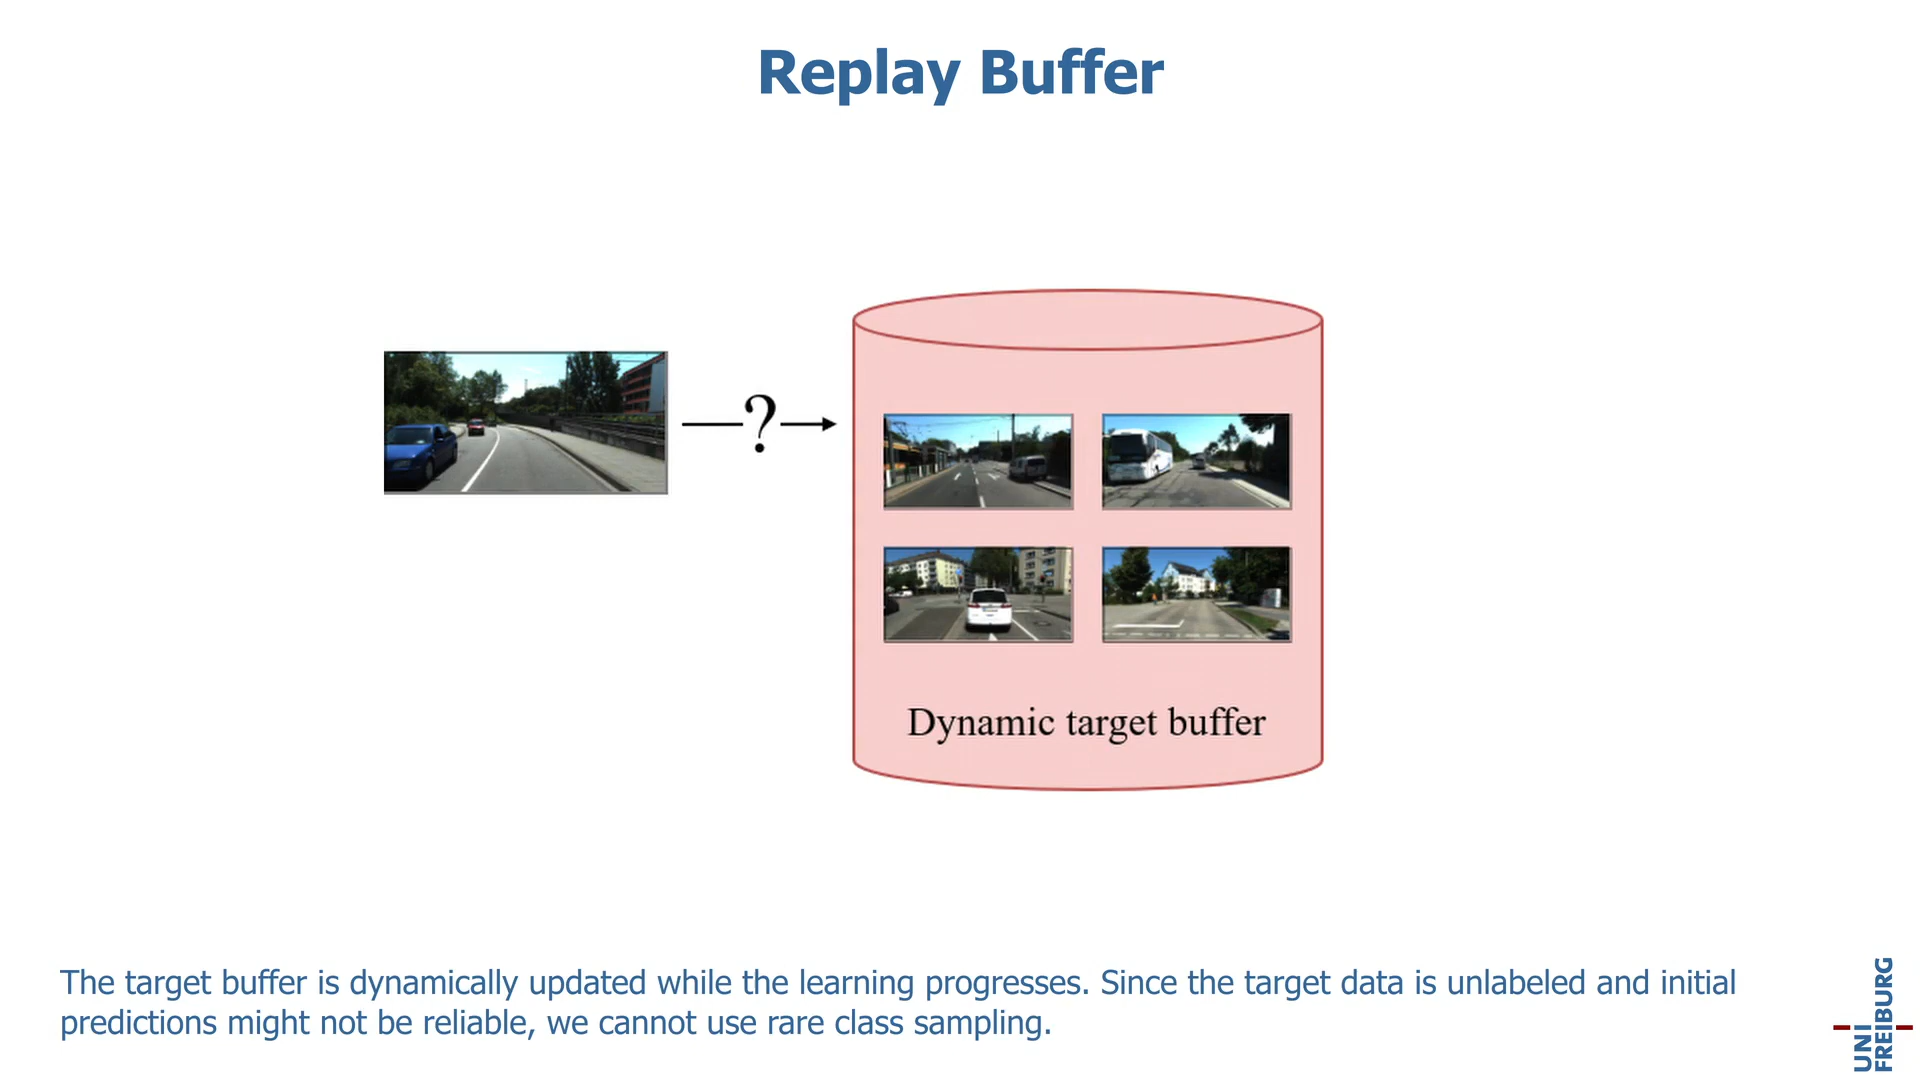 Replay Buffer
?
Dynamic target buffer
The target buffer is dynamically updated while the learning progresses. Since the target data is unlabeled and initial
predictions might not be reliable, we cannot use rare class sampling.
UNI
FREIBURG